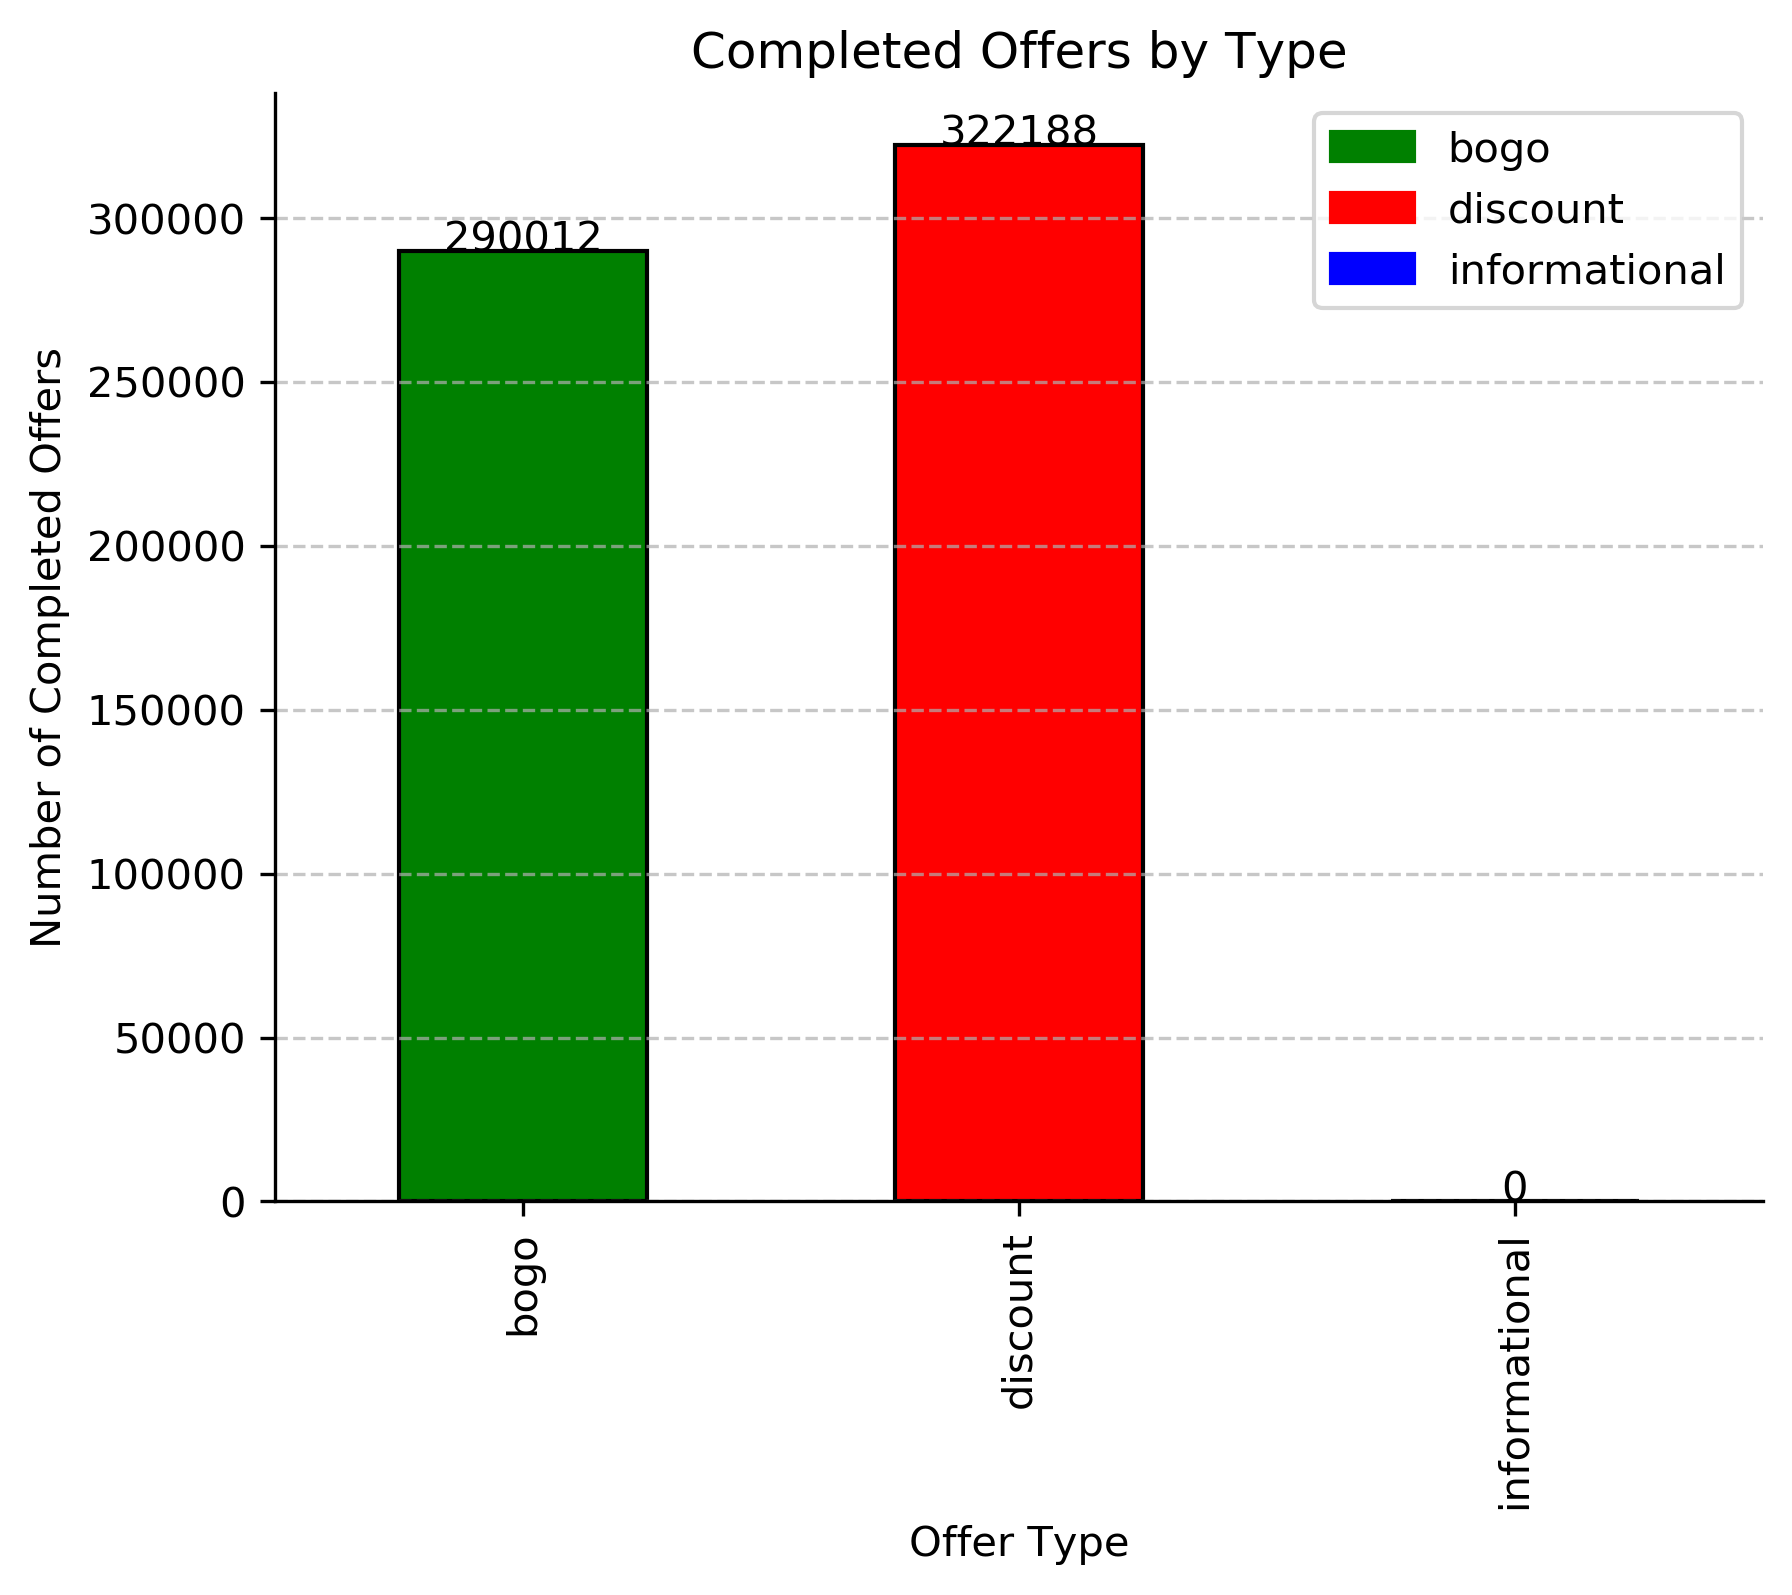 Completed Offers by Type
322188
290012
0
bogo
discount
informational
Number of Completed Offers
300000
250000
200000
150000
100000
50000
0
bogo
discount
informational
Offer Type